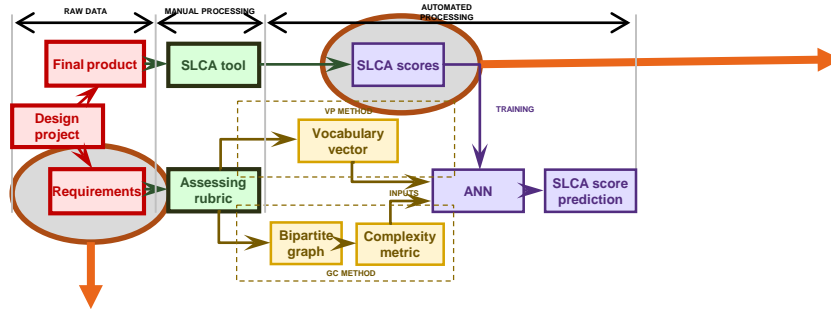 RAW DATA
MANUAL PROCESSING
AUTOMATED
PROCESSING
Final product
SLCA tool
SLCA scores
Design
project
VP METHOD
TRAINING
Vocabulary
vector
Requirements
Assessing
rubric
INPUTS
ANN
SLCA score
prediction
Bipartite
graph
Complexity
metric
GC METHOD